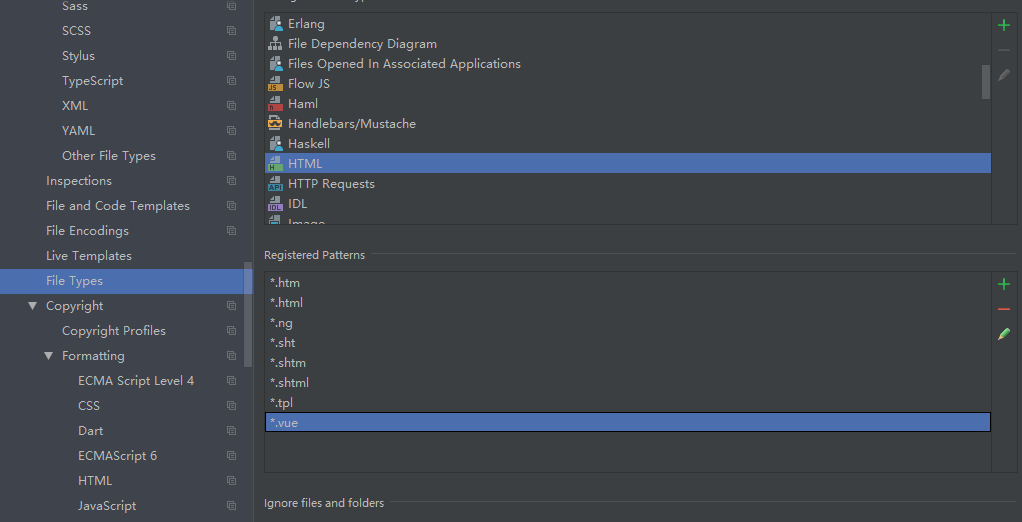 Sass
SCSS
Stylus
TypeScript
XML
YAML
Other File Types
Inspections
File and Code Templates
File Encodings
Live Templates
File Types
Copyright
Copyright Profiles
Formatting
ECMA Script Level 4
CSS
Dart
ECMAScript 6
HTML
JavaScript
Erlang
File Dependency Diagram
Files Opened In Associated Applications
Flow JS
Haml
Handlebars/Mustache
Haskell
HTML
HTTP Requests
IDL
Image
Registered Patterns
*.htm
*.html
*.ng
*.sht
*.shtm
*.shtml
*.tpl
*.vue
Ignore files and folders